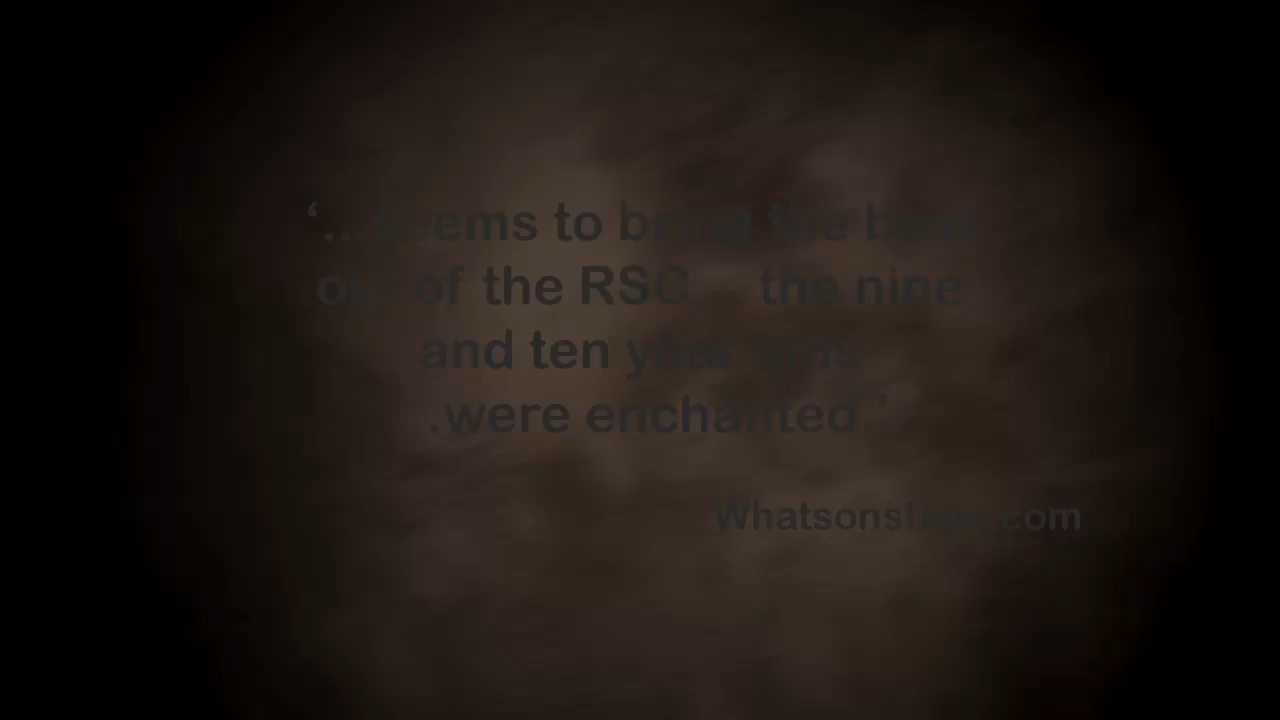 ‘...seems to bring the best
out of the RSC the nine
and ten year olds
..were enchanted.’
Whatsonstage.com